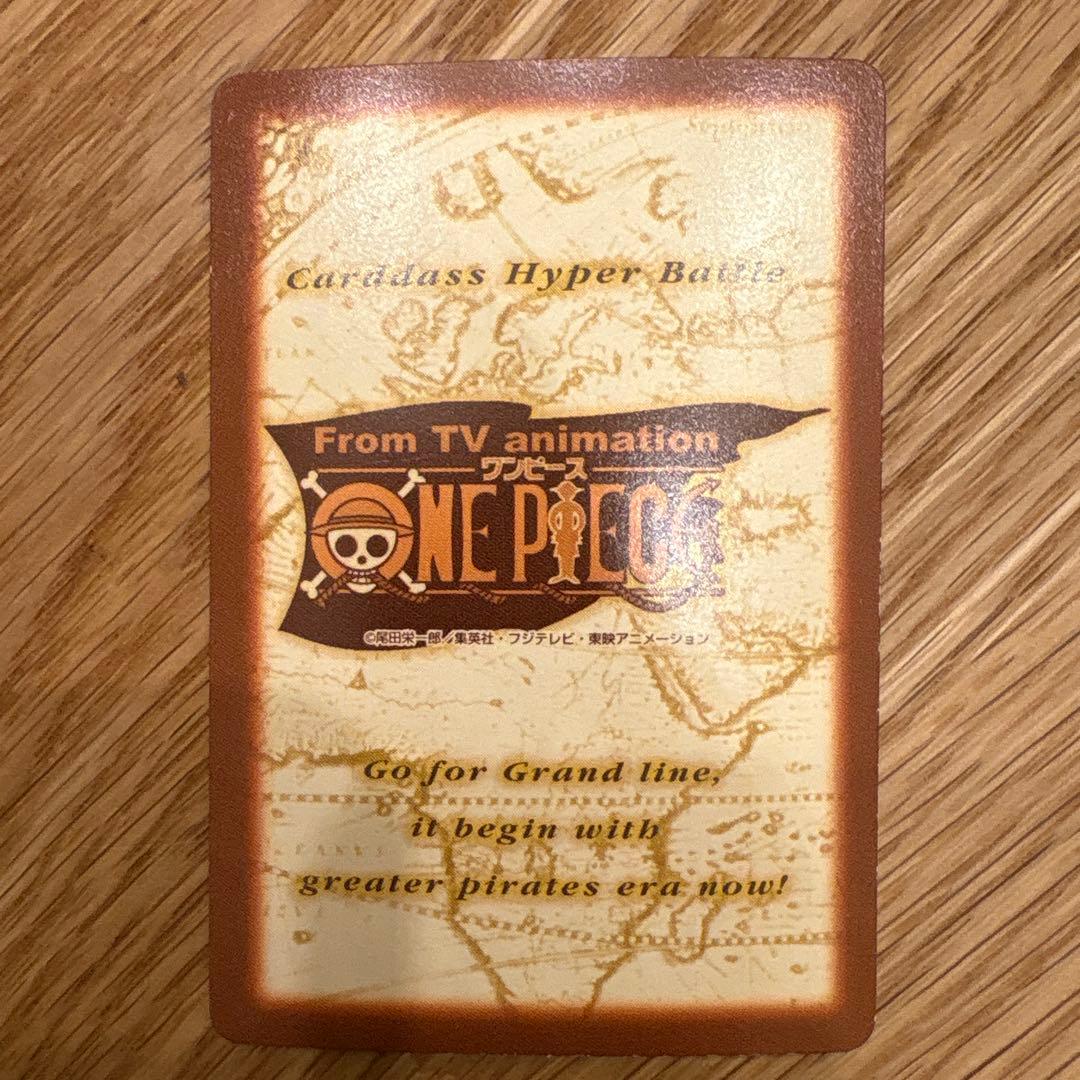 Carddass Hyper Battle
From TV animation
ワンピース
ONE PIECE
©尾田栄一郎/集英社・フジテレビ・東映アニメーション
Go for Grand line,
it begin with
greater pirates era now!